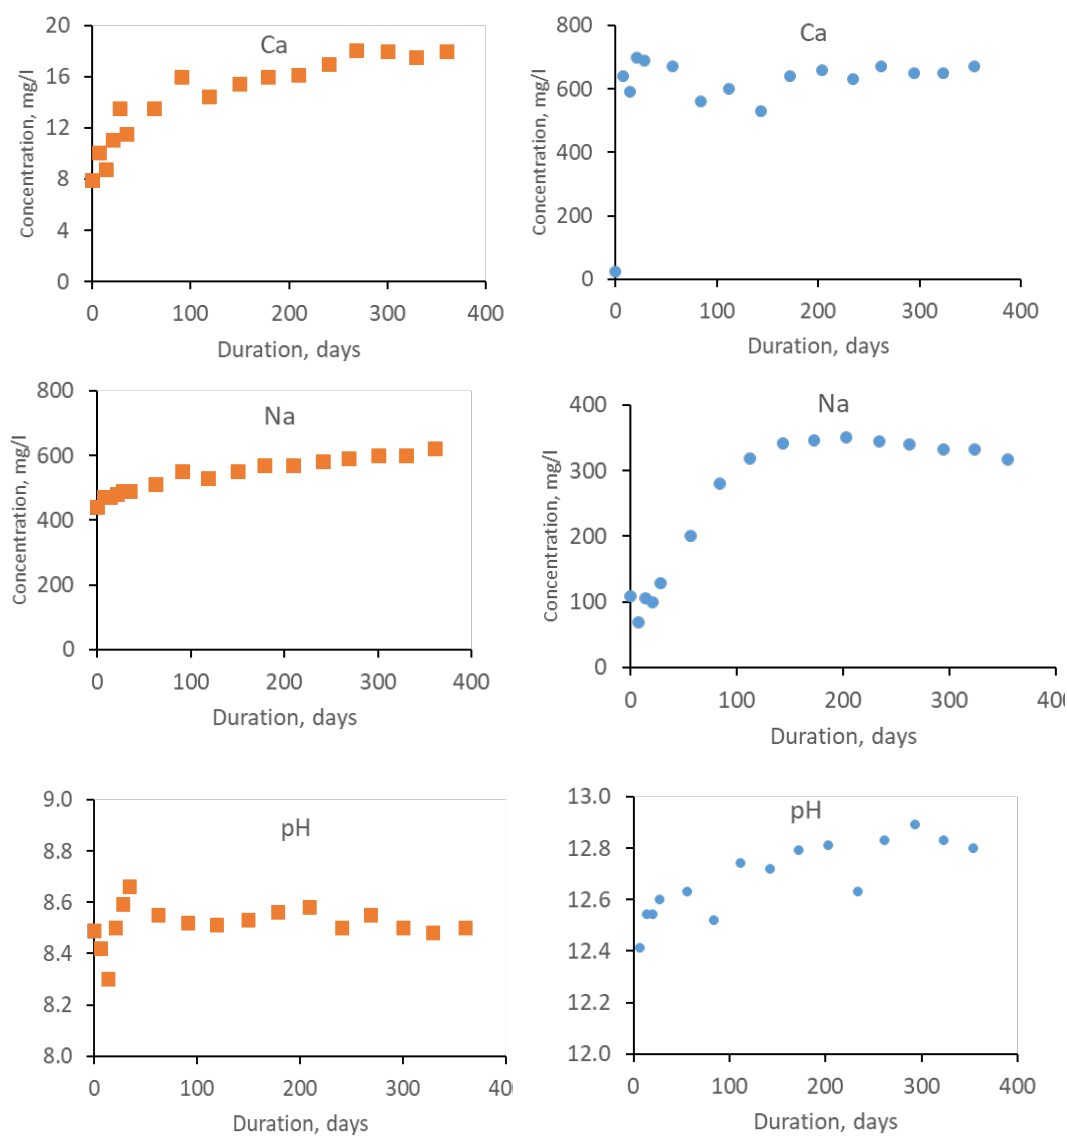 Ca
Concentration, mg/l
20
16
12
8
4
0
0 100 200 300 400
Duration, days
Ca
Concentration, mg/l
800
600
400
200
0
0 100 200 300 400
Duration, days
Na
Concentration, mg/l
800
600
400
200
0
0 100 200 300 400
Duration, days
Na
Concentration, mg/l
400
300
200
100
0
0 100 200 300 400
Duration, days
pH
9.0
8.8
8.6
8.4
8.2
8.0
0 100 200 300 400
Duration, days
pH
13.0
12.8
12.6
12.4
12.2
12.0
0 100 200 300 400
Duration, days